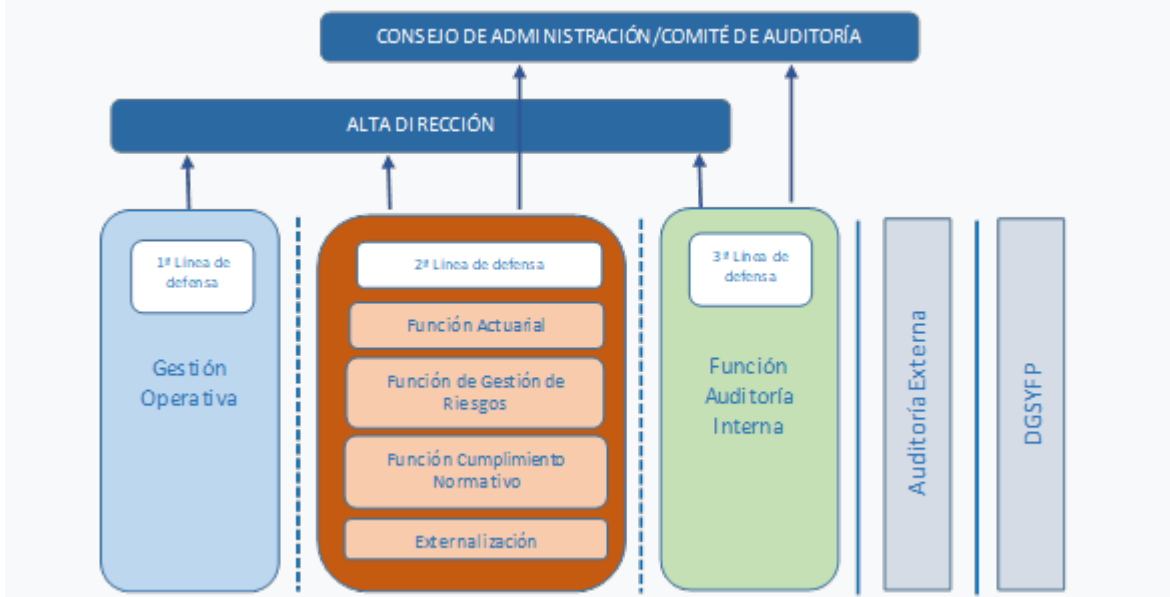 CONSEJO DE ADMINISTRACIÓN/COMITÉ DE AUDITORÍA
ALTA DIRECCIÓN
1ª Línea de
defensa
Gestión
Operativa
2ª Línea de defensa
Función Actuarial
Función de Gestión de
Riesgos
Función Cumplimiento
Normativo
Externalización
3ª Línea de
defensa
Función
Auditoría
Interna
Auditoría Externa
DGSYFP